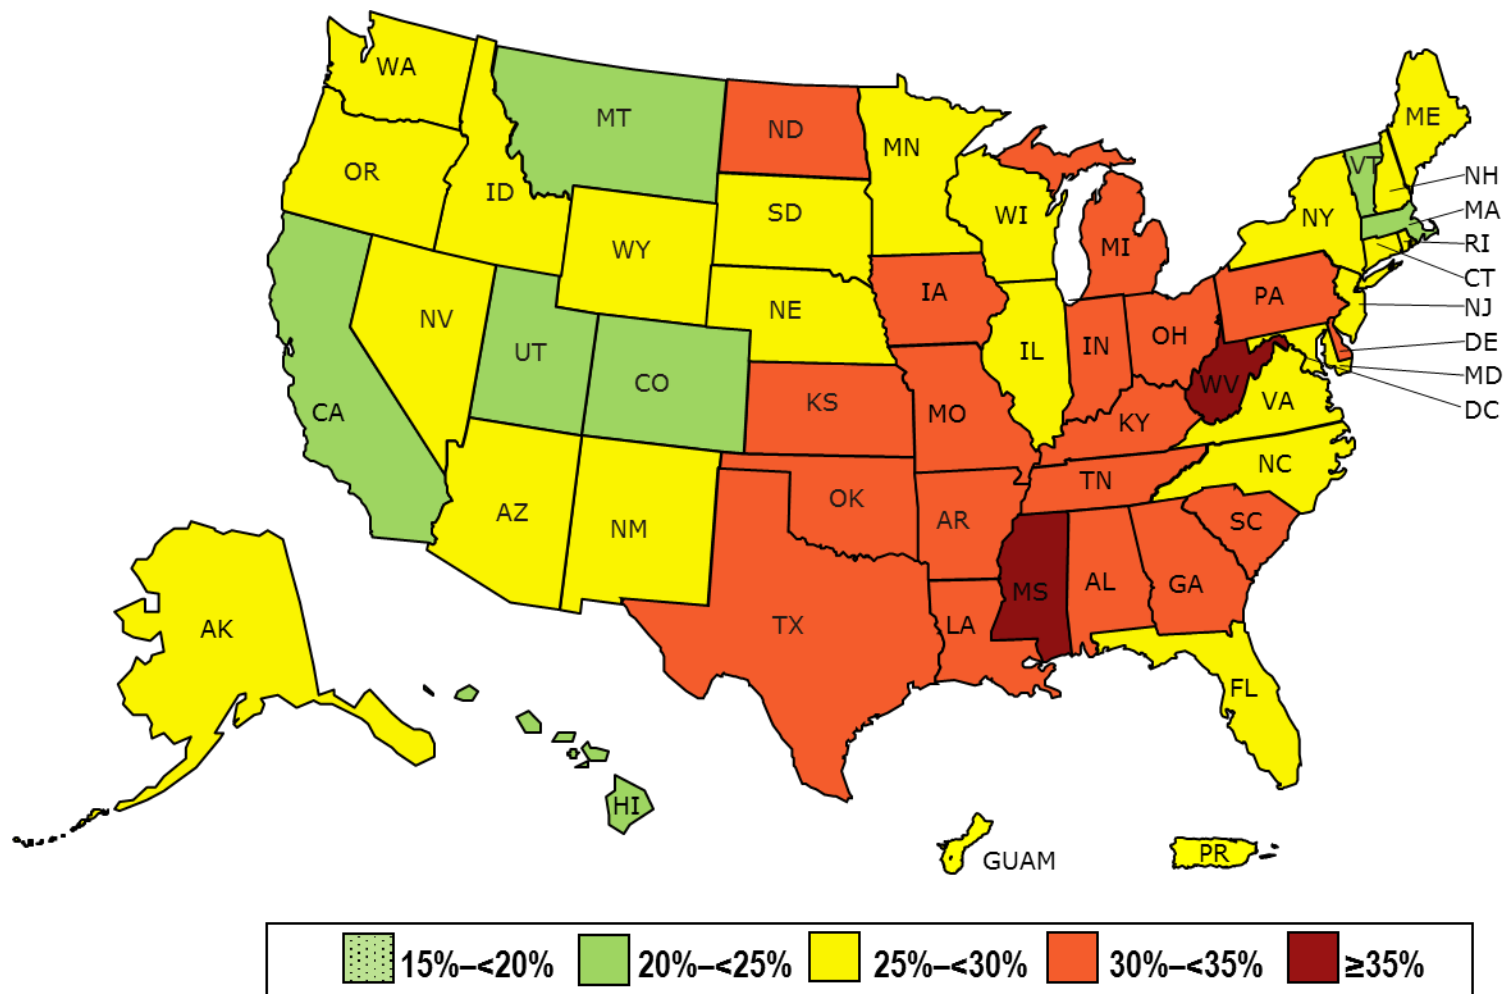 WA
ME
MT
ND
MN
VT
OR
NH
ID
MA
SD
WI
NY
RI
WY
MI
CT
IA
PA
NJ
NE
NV
OH
DE
UT
IL
IN
MD
CO
WV
KS
VA
DC
CA
MO
KY
NC
TN
OK
AZ
AR
SC
NM
MS
AL
GA
AK
TX
LA
FL
HI
GUAM
PR
15%–<20% 20%–<25% 25%–<30% 30%–<35% ≥35%